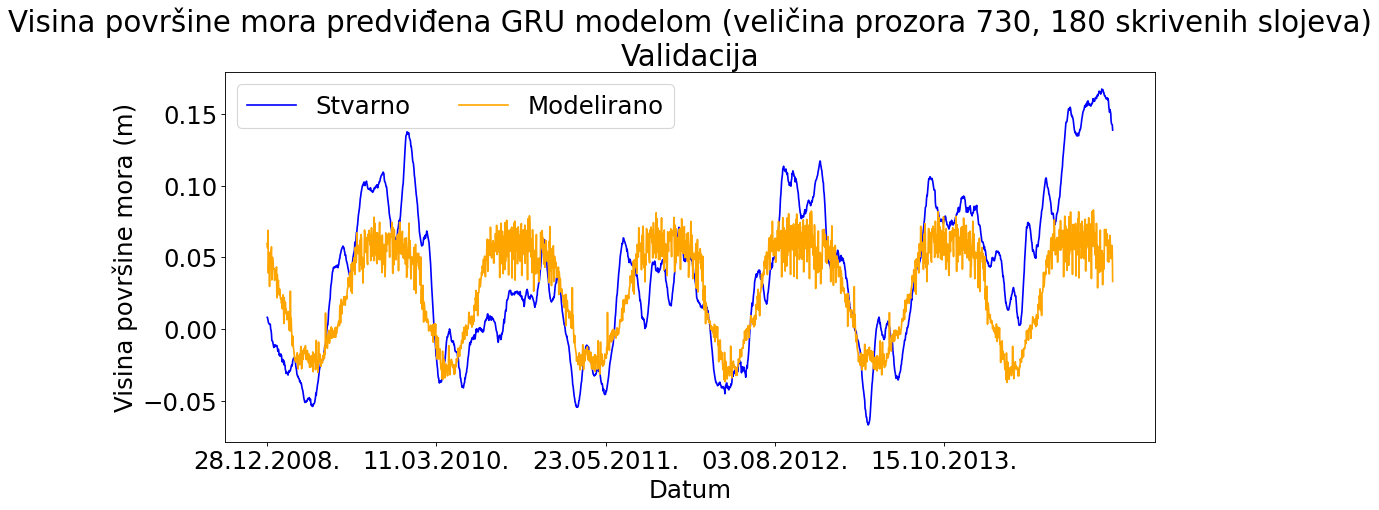 Visina površine mora predviđena GRU modelom (veličina prozora 730, 180 skrivenih slojeva)
Validacija
Stvarno
Modelirano
Visina površine mora (m)
0.15
0.10
0.05
0.00
−0.05
28.12.2008.
11.03.2010.
23.05.2011.
03.08.2012.
15.10.2013.
Datum